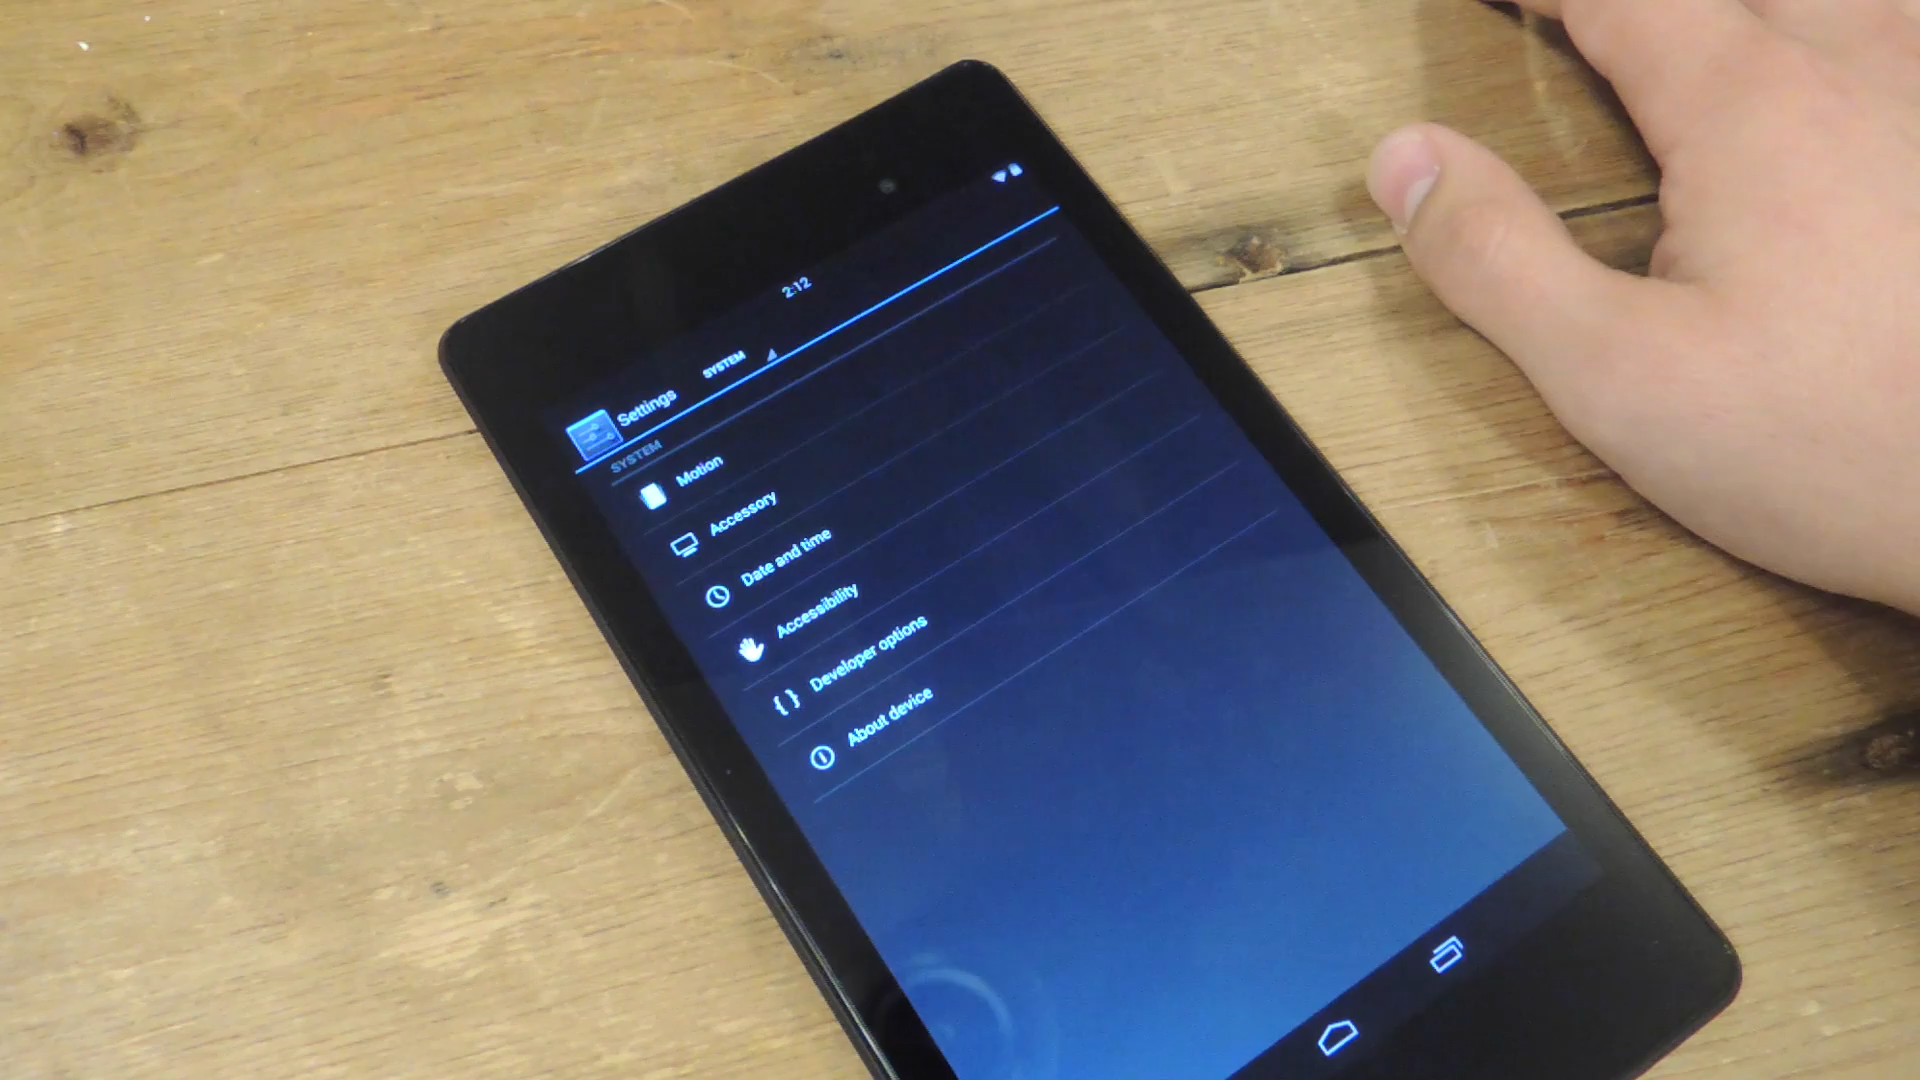 2:12
Settings
SYSTEM
SYSTEM
Motion
Accessory
Date and time
Accessibility
{ } Developer options
About device